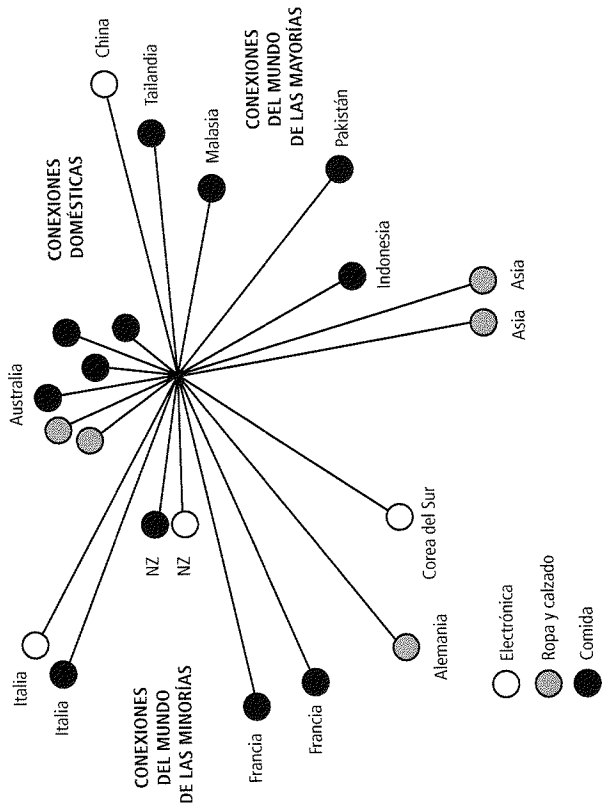 CONEXIONES
DOMÉSTICAS
China
Tailandia
Malasia
CONEXIONES
DEL MUNDO
DE LAS MAYORÍAS
Pakistán
Indonesia
Asia
Asia
Australia
Italia
Italia
NZ
NZ
CONEXIONES
DEL MUNDO
DE LAS MINORÍAS
Francia
Francia
Alemania
Corea del Sur
Electrónica
Ropa y calzado
Comida